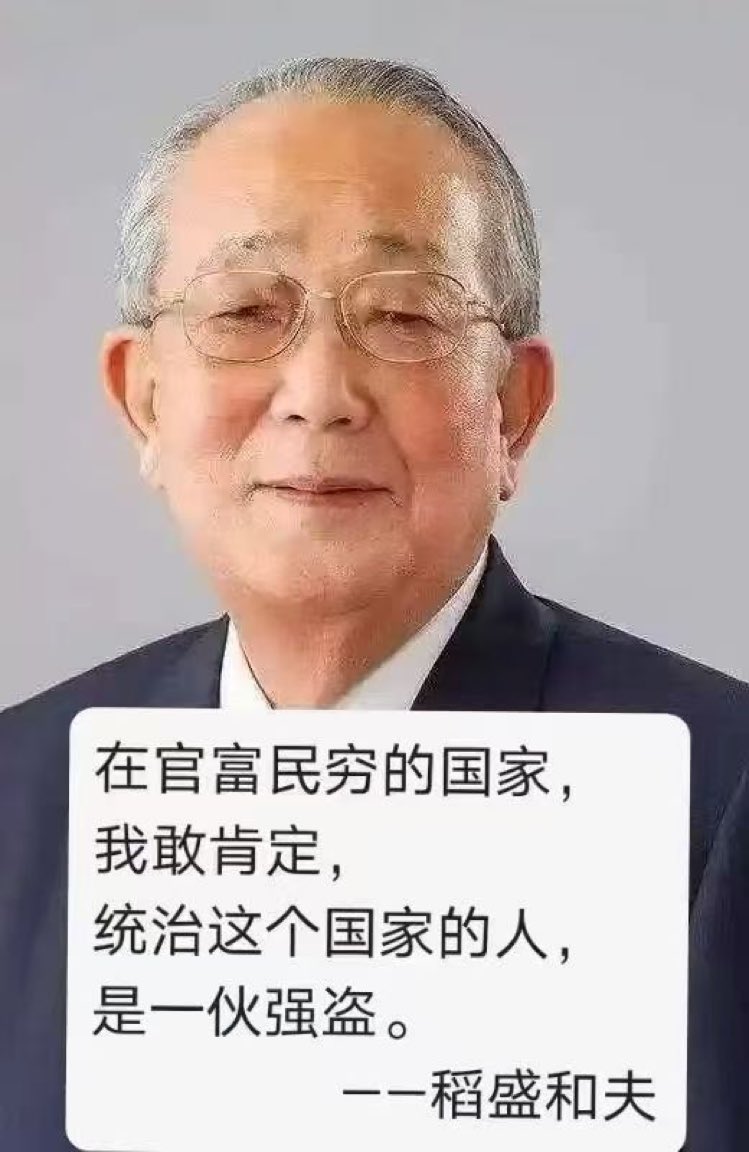 在官富民穷的国家，
我敢肯定，
统治这个国家的人，
是一伙强盗。
——稻盛和夫